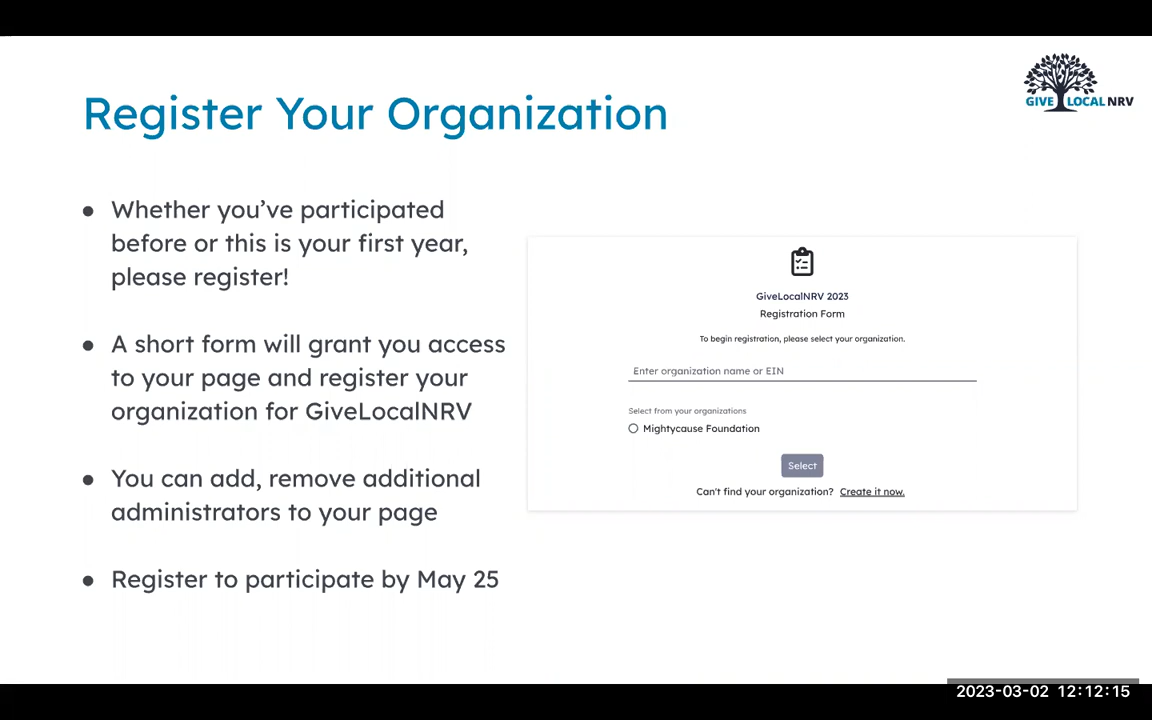 GIVE LOCAL NRV
Register Your Organization
● Whether you’ve participated
before or this is your first year,
please register!
● A short form will grant you access
to your page and register your
organization for GiveLocalNRV
● You can add, remove additional
administrators to your page
● Register to participate by May 25
GiveLocalNRV 2023
Registration Form
To begin registration, please select your organization.
Enter organization name or EIN
Select from your organizations
Mightycause Foundation
Select
Can't find your organization? Create it now.
2023-03-02 12:12:15